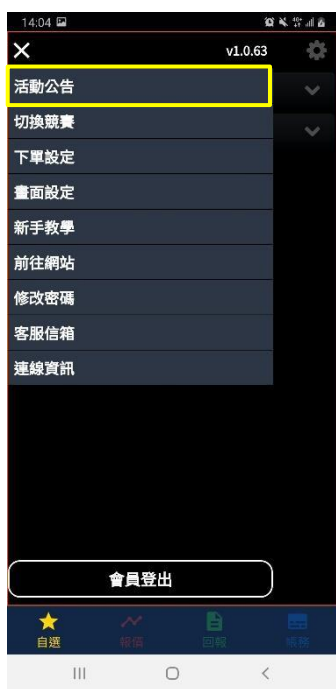 14:04
v1.0.63
活動公告
切換競賽
下單設定
畫面設定
新手教學
前往網站
修改密碼
客服信箱
連線資訊
會員登出
自選 報價 回報 帳務